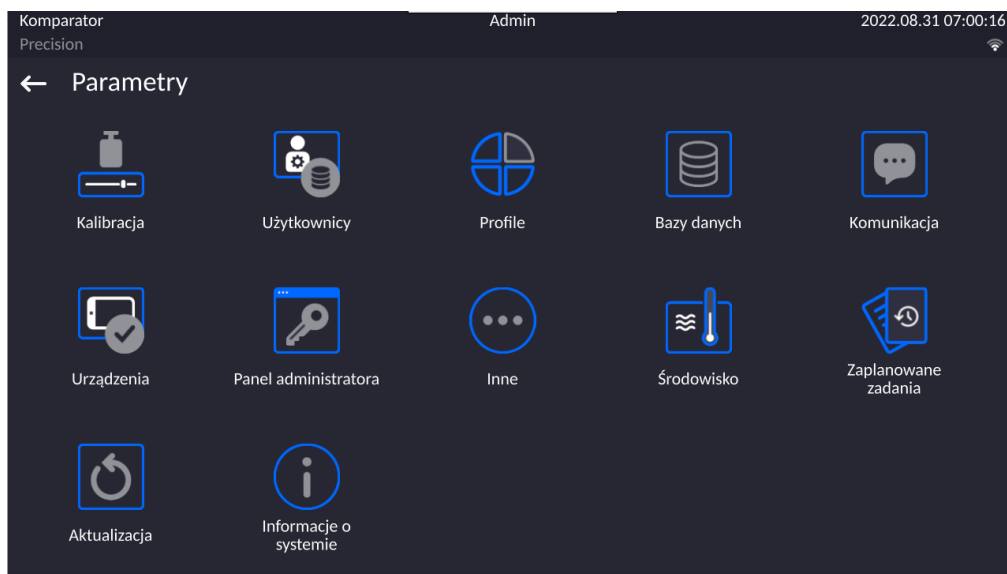 Komparator Admin 2022.08.31 07:00:16
Precision
Parametry
Kalibracja Użytkownicy Profile Bazy danych Komunikacja
Urządzenia Panel administratora Inne Środowisko Zaplanowane
zadania
Aktualizacja Informacje o
systemie